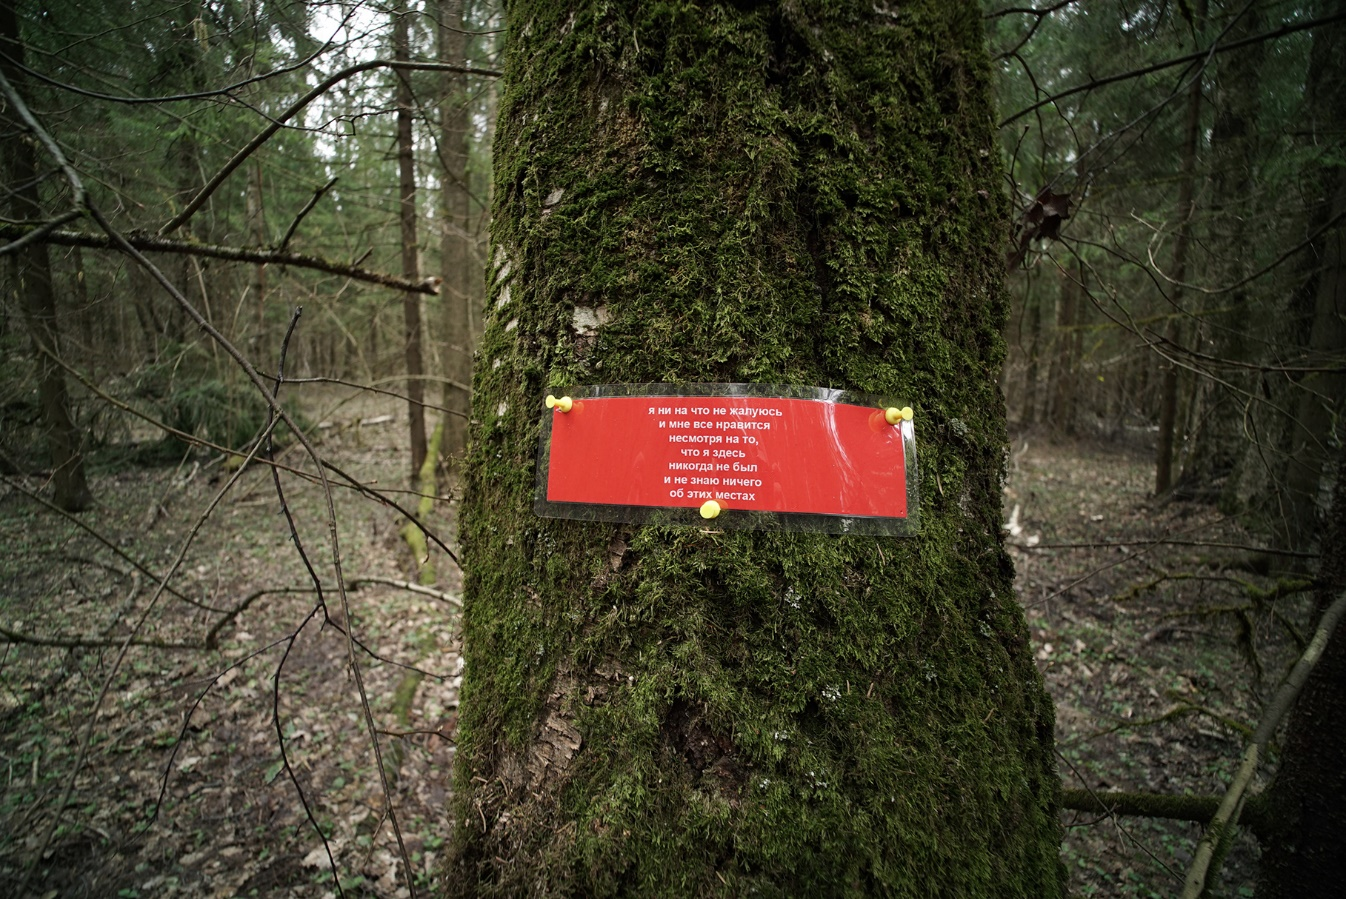 я ни на что не жалуюсь
и мне все нравится
несмотря на то,
что я здесь
никогда не был
и не знаю ничего
об этих местах